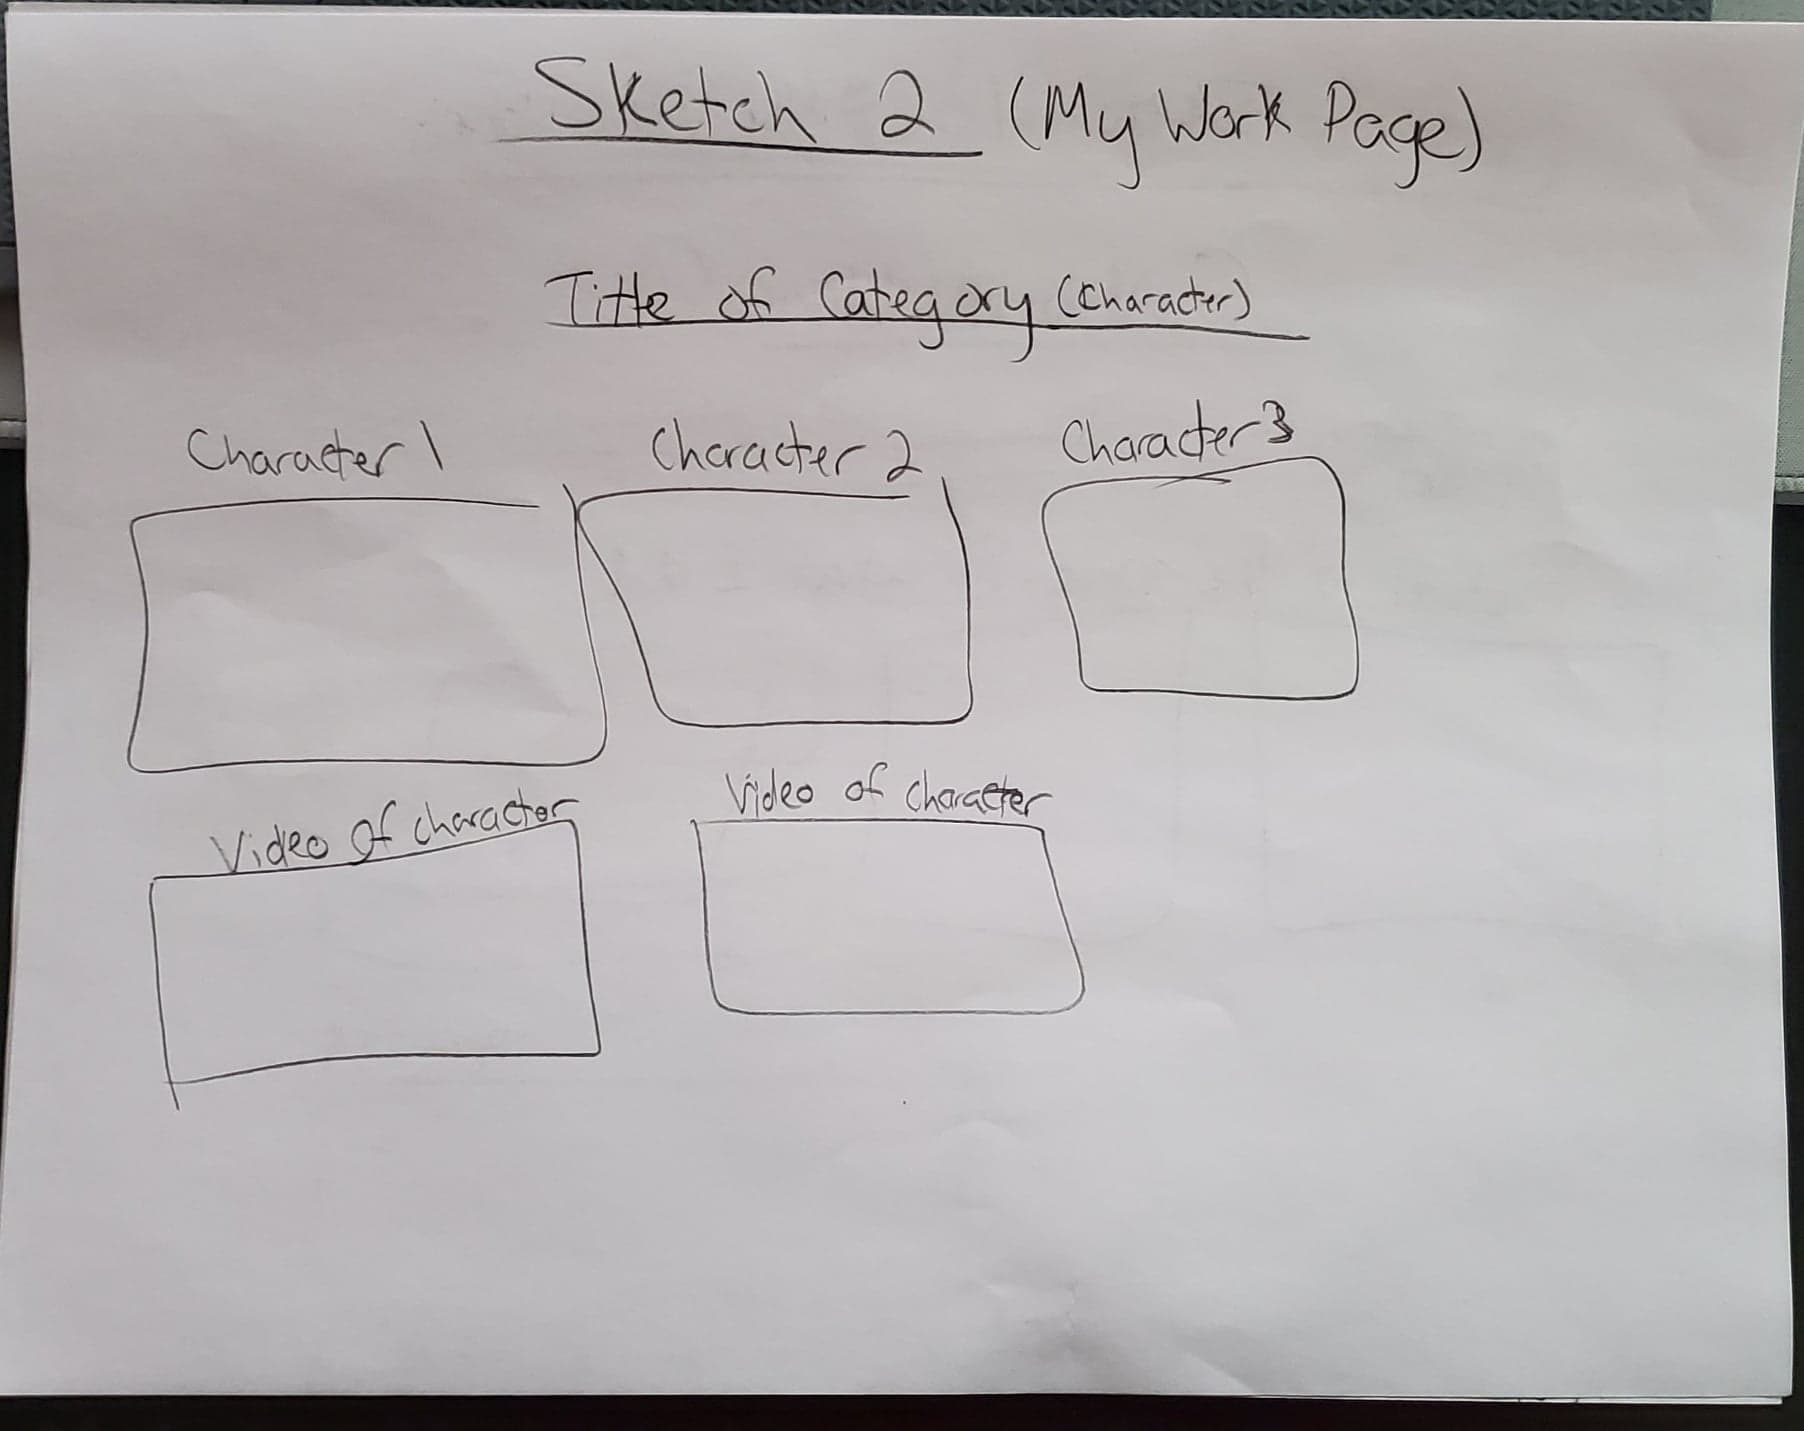 Sketch 2 (My Work Page)
Title of Category (Character)
Character 1 Character 2 Character 3
Video of character Video of character